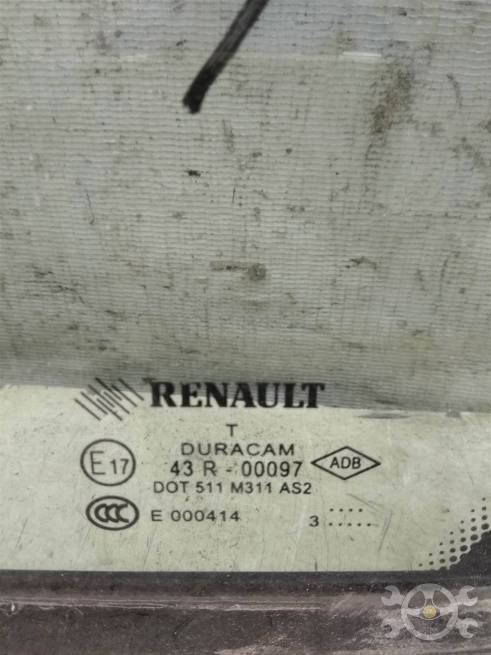 RENAULT
T
DURACAM
E17 43 R - 00097 ADB
DOT 511 M311 AS2
CCC E 000414 3 ..... .....